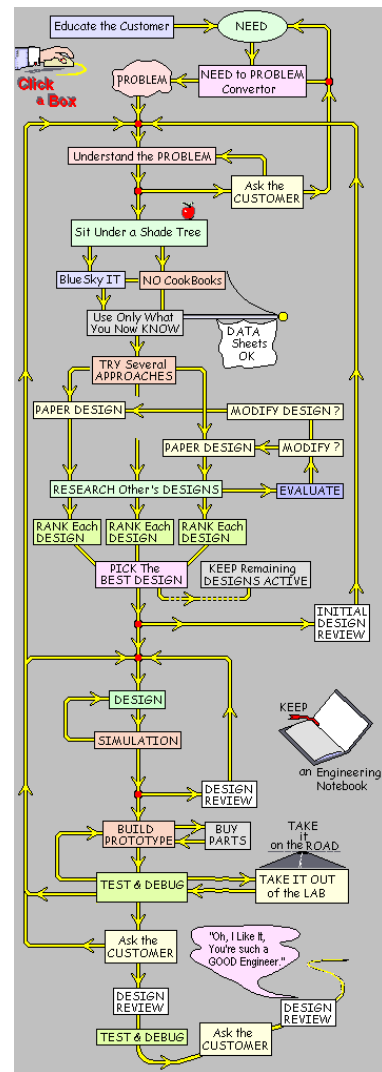 Educate the Customer
NEED
Click
a Box
PROBLEM
NEED to PROBLEM
Convertor
Understand the PROBLEM
Ask the
CUSTOMER
Sit Under a Shade Tree
BlueSky IT
NO CookBooks
Use Only What
You Now KNOW
DATA
Sheets
OK
TRY Several
APPROACHES
PAPER DESIGN
MODIFY DESIGN ?
PAPER DESIGN
MODIFY ?
RESEARCH Other's DESIGNS
EVALUATE
RANK Each
DESIGN
RANK Each
DESIGN
RANK Each
DESIGN
PICK The
BEST DESIGN
KEEP Remaining
DESIGNS ACTIVE
INITIAL
DESIGN
REVIEW
DESIGN
SIMULATION
KEEP
an Engineering
Notebook
DESIGN
REVIEW
BUILD
PROTOTYPE
BUY
PARTS
TAKE
it
on the ROAD
TEST & DEBUG
TAKE IT OUT
of the LAB
Ask the
CUSTOMER
"Oh, I Like It,
You're such a
GOOD Engineer."
DESIGN
REVIEW
DESIGN
REVIEW
TEST & DEBUG
Ask the
CUSTOMER